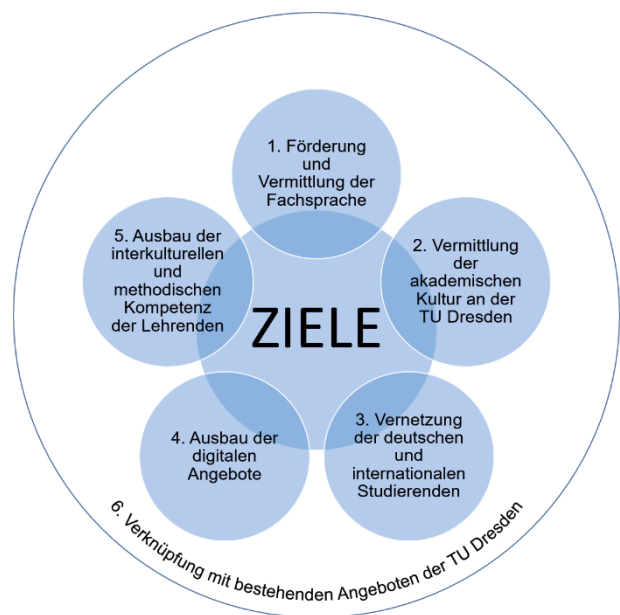 1. Förderung
und
Vermittlung der
Fachsprache
2. Vermittlung
der
akademischen
Kultur an der
TU Dresden
3. Vernetzung
der deutschen
und
internationalen
Studierenden
4. Ausbau der
digitalen
Angebote
5. Ausbau der
interkulturellen
und
methodischen
Kompetenz
der Lehrenden
ZIELE
6. Verknüpfung mit bestehenden Angeboten der TU Dresden